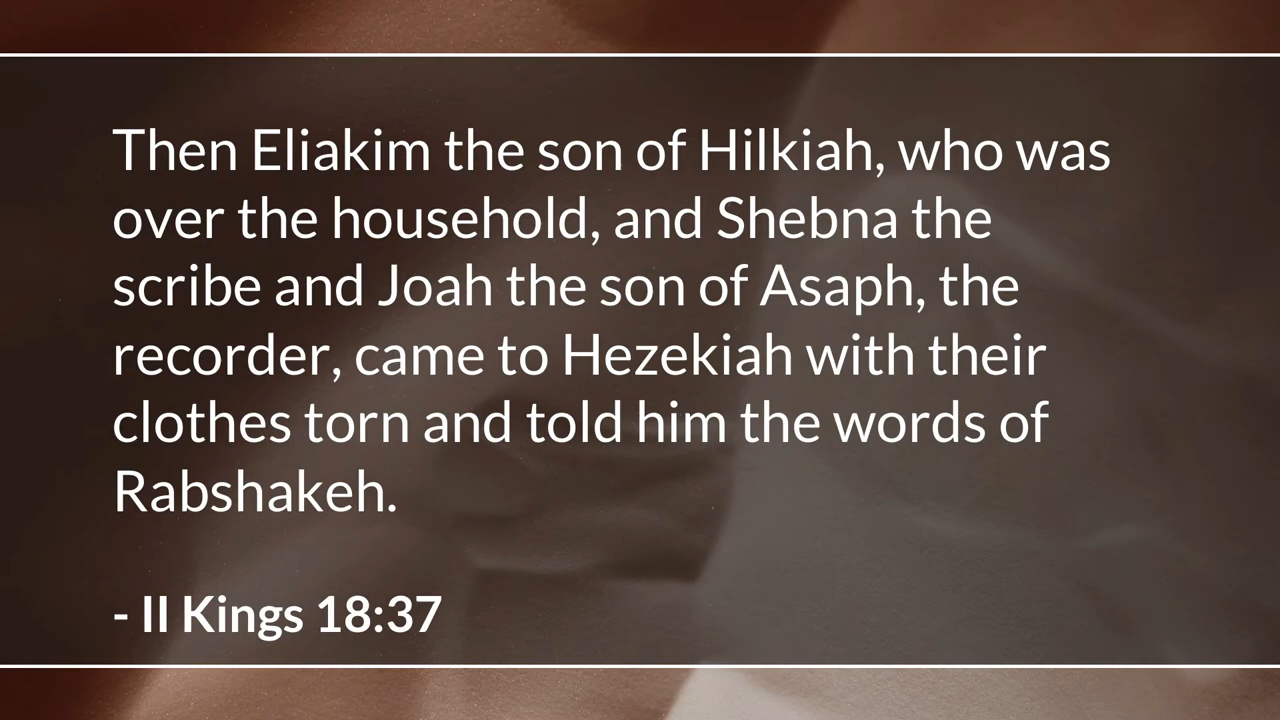 Then Eliakim the son of Hilkiah, who was
over the household, and Shebna the
scribe and Joah the son of Asaph, the
recorder, came to Hezekiah with their
clothes torn and told him the words of
Rabshakeh.
- II Kings 18:37